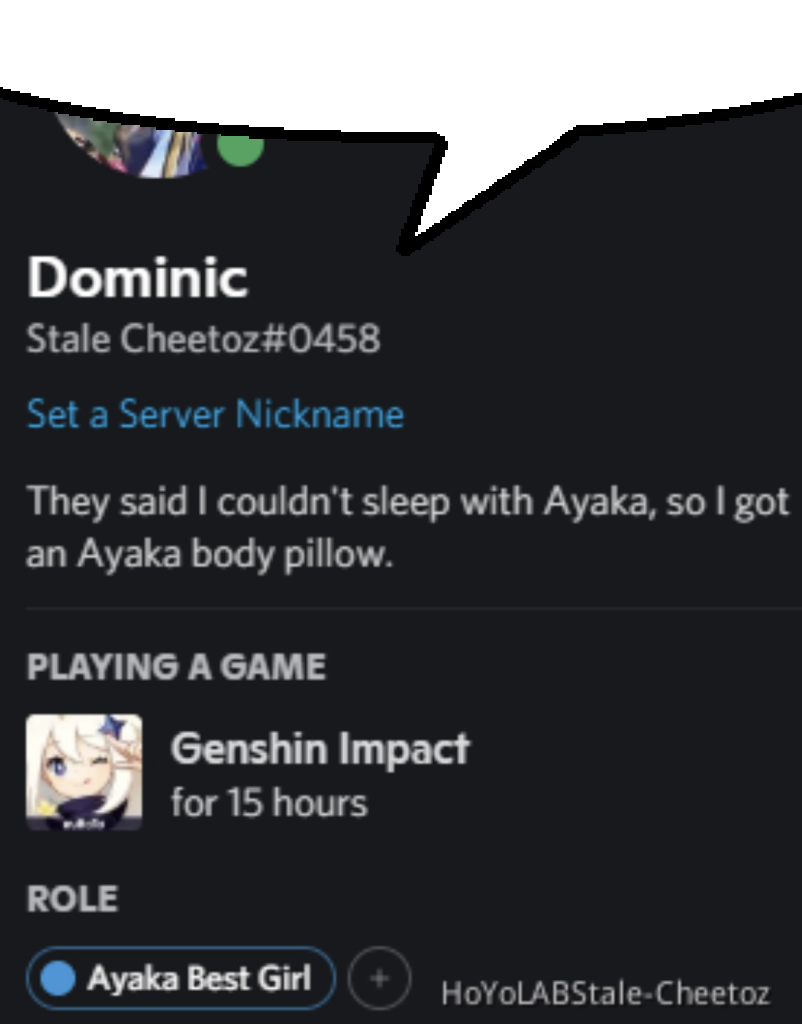 Dominic
Stale Cheetoz#0458
Set a Server Nickname
They said I couldn't sleep with Ayaka, so I got
an Ayaka body pillow.
PLAYING A GAME
Genshin Impact
for 15 hours
ROLE
Ayaka Best Girl +
HoYoLABStale-Cheetoz